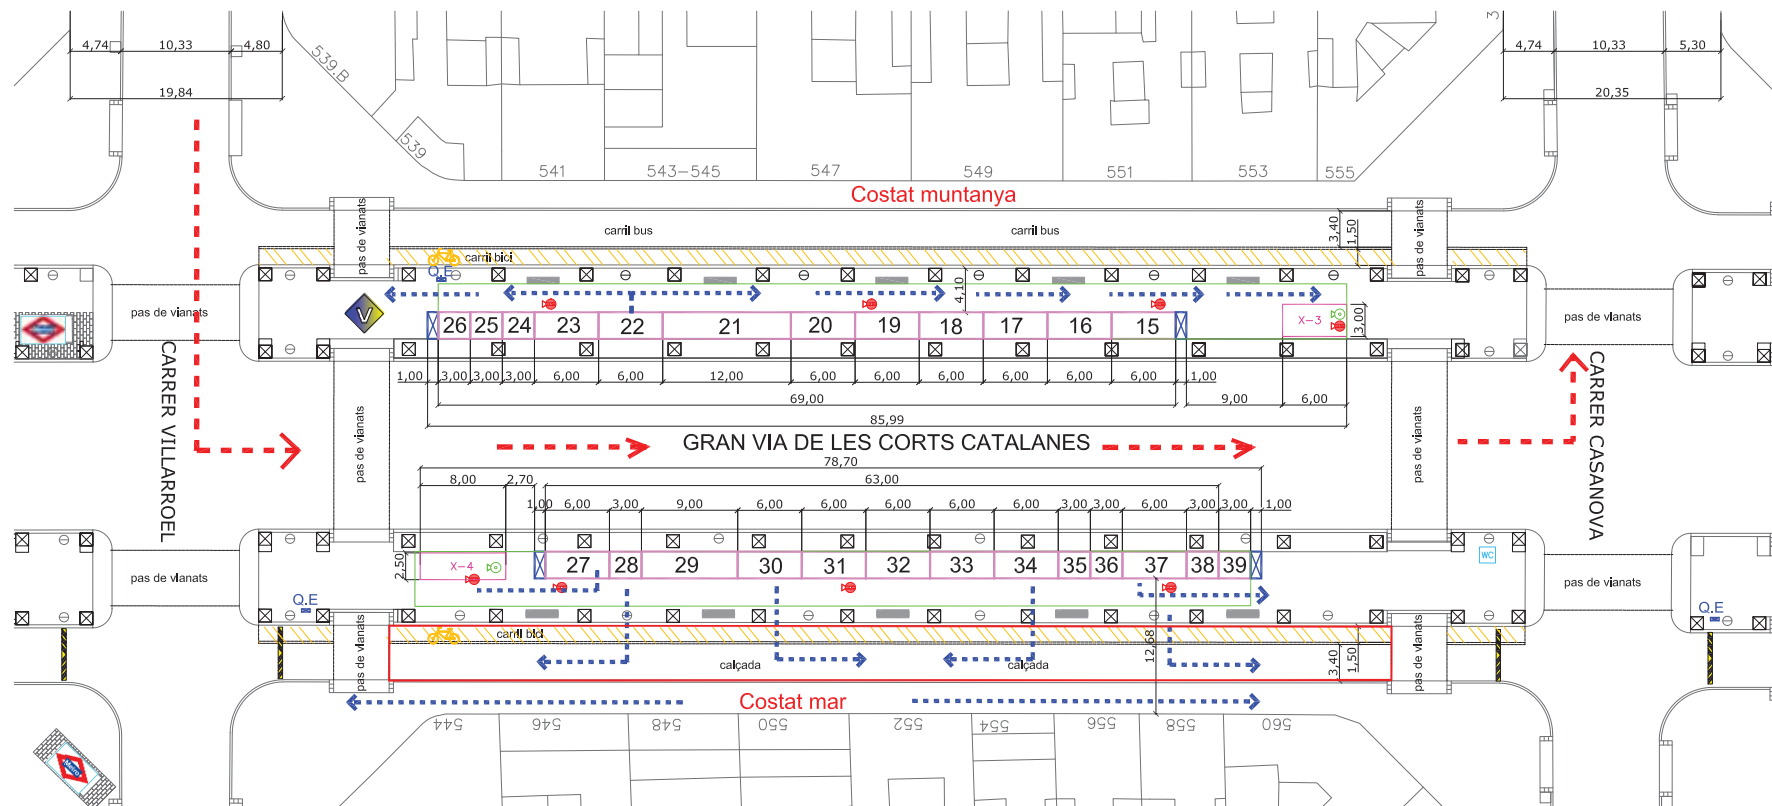 4,74 10,33 4,80
19,84
4,74 10,33 5,30
20,35
539.B
539
541
543-545
547
549
551
553
555
Costat muntanya
pas de vianats
carril bus
carril bus
3,40
1,50
pas de vianats
carril bici
Q.E
4,10
pas de vianats
V
26 25 24 23 22 21 20 19 18 17 16 15
X-3
3,00
pas de vianats
1,00 3,00 3,00 3,00 6,00 6,00 12,00 6,00 6,00 6,00 6,00 6,00 6,00 1,00
69,00
9,00 6,00
85,99
CARRER VILLARROEL
pas de vianats
GRAN VIA DE LES CORTS CATALANES
pas de vianats
CARRER CASANOVA
78,70
8,00 2,70 63,00
1,00 6,00 3,00 9,00 6,00 6,00 6,00 6,00 6,00 3,00 3,00 6,00 3,00 3,00 1,00
2,50
X-4
27 28 29 30 31 32 33 34 35 36 37 38 39
WC
pas de vianats
pas de vianats
Q.E
Q.E
pas de vianats
carril bici
calçada
calçada
12,68
3,40
1,50
pas de vianats
Costat mar
544
546
548
550
552
554
556
558
560